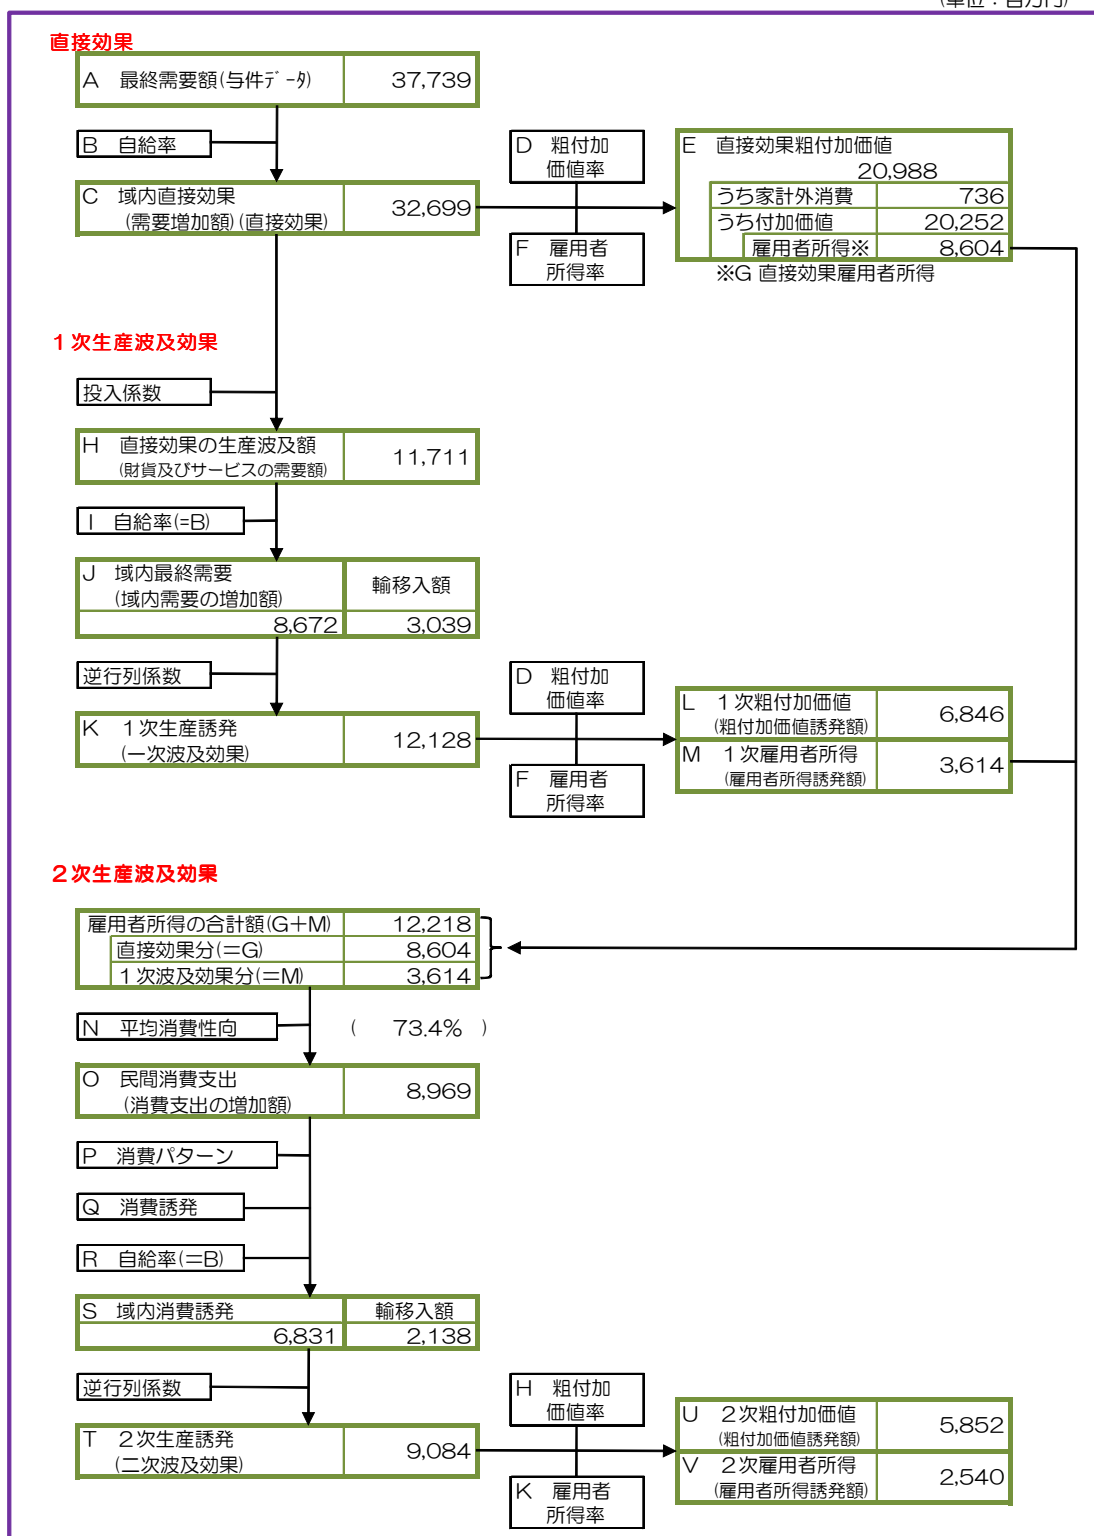 (単位：百万円)
直接効果
A 最終需要額(与件ﾃﾞｰﾀ) 37,739
B 自給率
D 粗付加
価値率
E 直接効果粗付加価値
20,988
C 域内直接効果
(需要増加額)(直接効果)
32,699
うち家計外消費 736
うち付加価値 20,252
雇用者所得※ 8,604
F 雇用者
所得率
※G 直接効果雇用者所得
１次生産波及効果
投入係数
H 直接効果の生産波及額
(財貨及びサービスの需要額)
11,711
I 自給率(=B)
J 域内最終需要
(域内需要の増加額)
輸移入額
8,672 3,039
逆行列係数
D 粗付加
価値率
K １次生産誘発
(一次波及効果)
12,128
L １次粗付加価値
(粗付加価値誘発額)
6,846
M １次雇用者所得
(雇用者所得誘発額)
3,614
F 雇用者
所得率
２次生産波及効果
雇用者所得の合計額(G＋M) 12,218
直接効果分(＝G) 8,604
１次波及効果分(＝M) 3,614
N 平均消費性向 ( 73.4% )
O 民間消費支出
(消費支出の増加額)
8,969
P 消費パターン
Q 消費誘発
R 自給率(＝B)
S 域内消費誘発 輸移入額
6,831 2,138
逆行列係数
H 粗付加
価値率
T ２次生産誘発
(二次波及効果)
9,084
U ２次粗付加価値
(粗付加価値誘発額)
5,852
V ２次雇用者所得
(雇用者所得誘発額)
2,540
K 雇用者
所得率